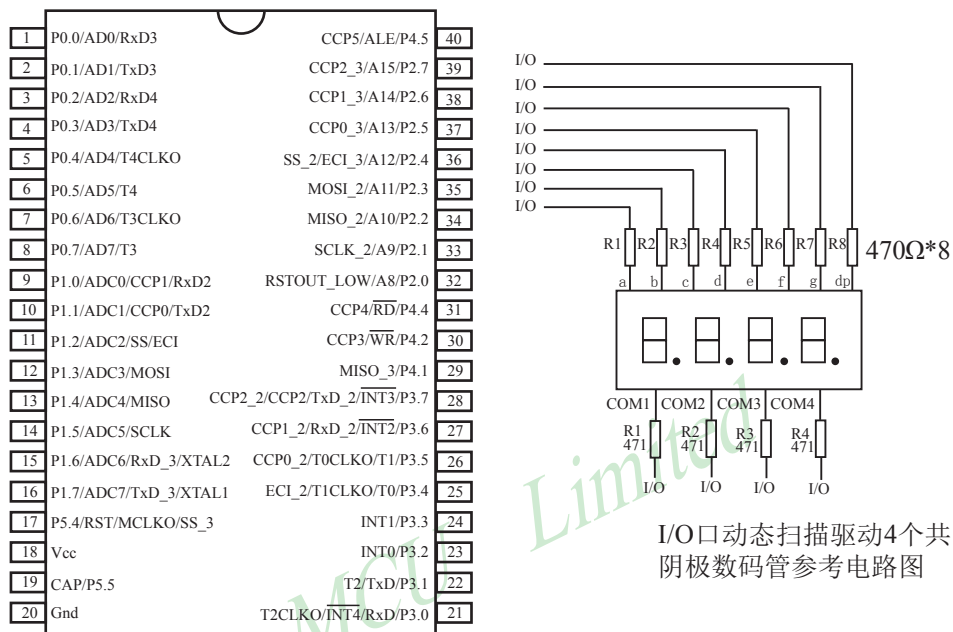 1 P0.0/AD0/RxD3
2 P0.1/AD1/TxD3
3 P0.2/AD2/RxD4
4 P0.3/AD3/TxD4
5 P0.4/AD4/T4CLKO
6 P0.5/AD5/T4
7 P0.6/AD6/T3CLKO
8 P0.7/AD7/T3
9 P1.0/ADC0/CCP1/RxD2
10 P1.1/ADC1/CCP0/TxD2
11 P1.2/ADC2/SS/ECI
12 P1.3/ADC3/MOSI
13 P1.4/ADC4/MISO
14 P1.5/ADC5/SCLK
15 P1.6/ADC6/RxD_3/XTAL2
16 P1.7/ADC7/TxD_3/XTAL1
17 P5.4/RST/MCLKO/SS_3
18 Vcc
19 CAP/P5.5
20 Gnd
CCP5/ALE/P4.5 40
CCP2_3/A15/P2.7 39
CCP1_3/A14/P2.6 38
CCP0_3/A13/P2.5 37
SS_2/ECI_3/A12/P2.4 36
MOSI_2/A11/P2.3 35
MISO_2/A10/P2.2 34
SCLK_2/A9/P2.1 33
RSTOUT_LOW/A8/P2.0 32
CCP4/RD/P4.4 31
CCP3/WR/P4.2 30
MISO_3/P4.1 29
CCP2_2/CCP2/TxD_2/INT3/P3.7 28
CCP1_2/RxD_2/INT2/P3.6 27
CCP0_2/T0CLKO/T1/P3.5 26
ECI_2/T1CLKO/T0/P3.4 25
INT1/P3.3 24
INT0/P3.2 23
T2/TxD/P3.1 22
T2CLKO/INT4/RxD/P3.0 21
I/O
I/O
I/O
I/O
I/O
I/O
I/O
I/O
R1 R2 R3 R4 R5 R6 R7 R8 470Ω*8
a b c d e f g dp
8.8.8.8.
COM1 COM2 COM3 COM4
R1 R2 R3 R4
471 471 471 471
I/O I/O I/O I/O
I/O口动态扫描驱动4个共
阴极数码管参考电路图
MCU Limited